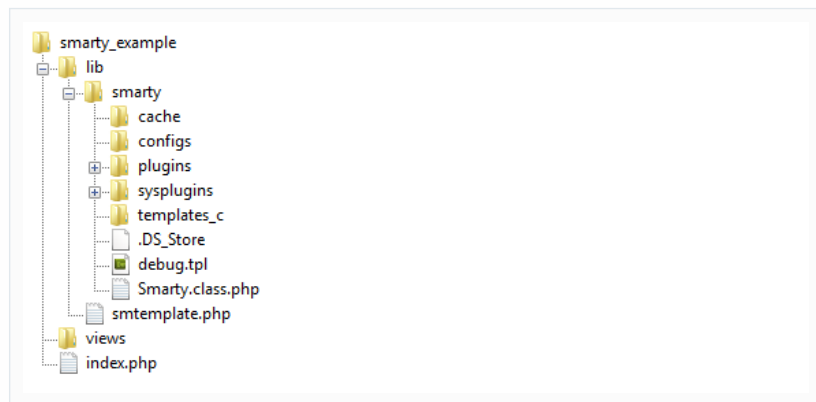 smarty_example
lib
smarty
cache
configs
plugins
sysplugins
templates_c
.DS_Store
debug.tpl
Smarty.class.php
smtemplate.php
views
index.php